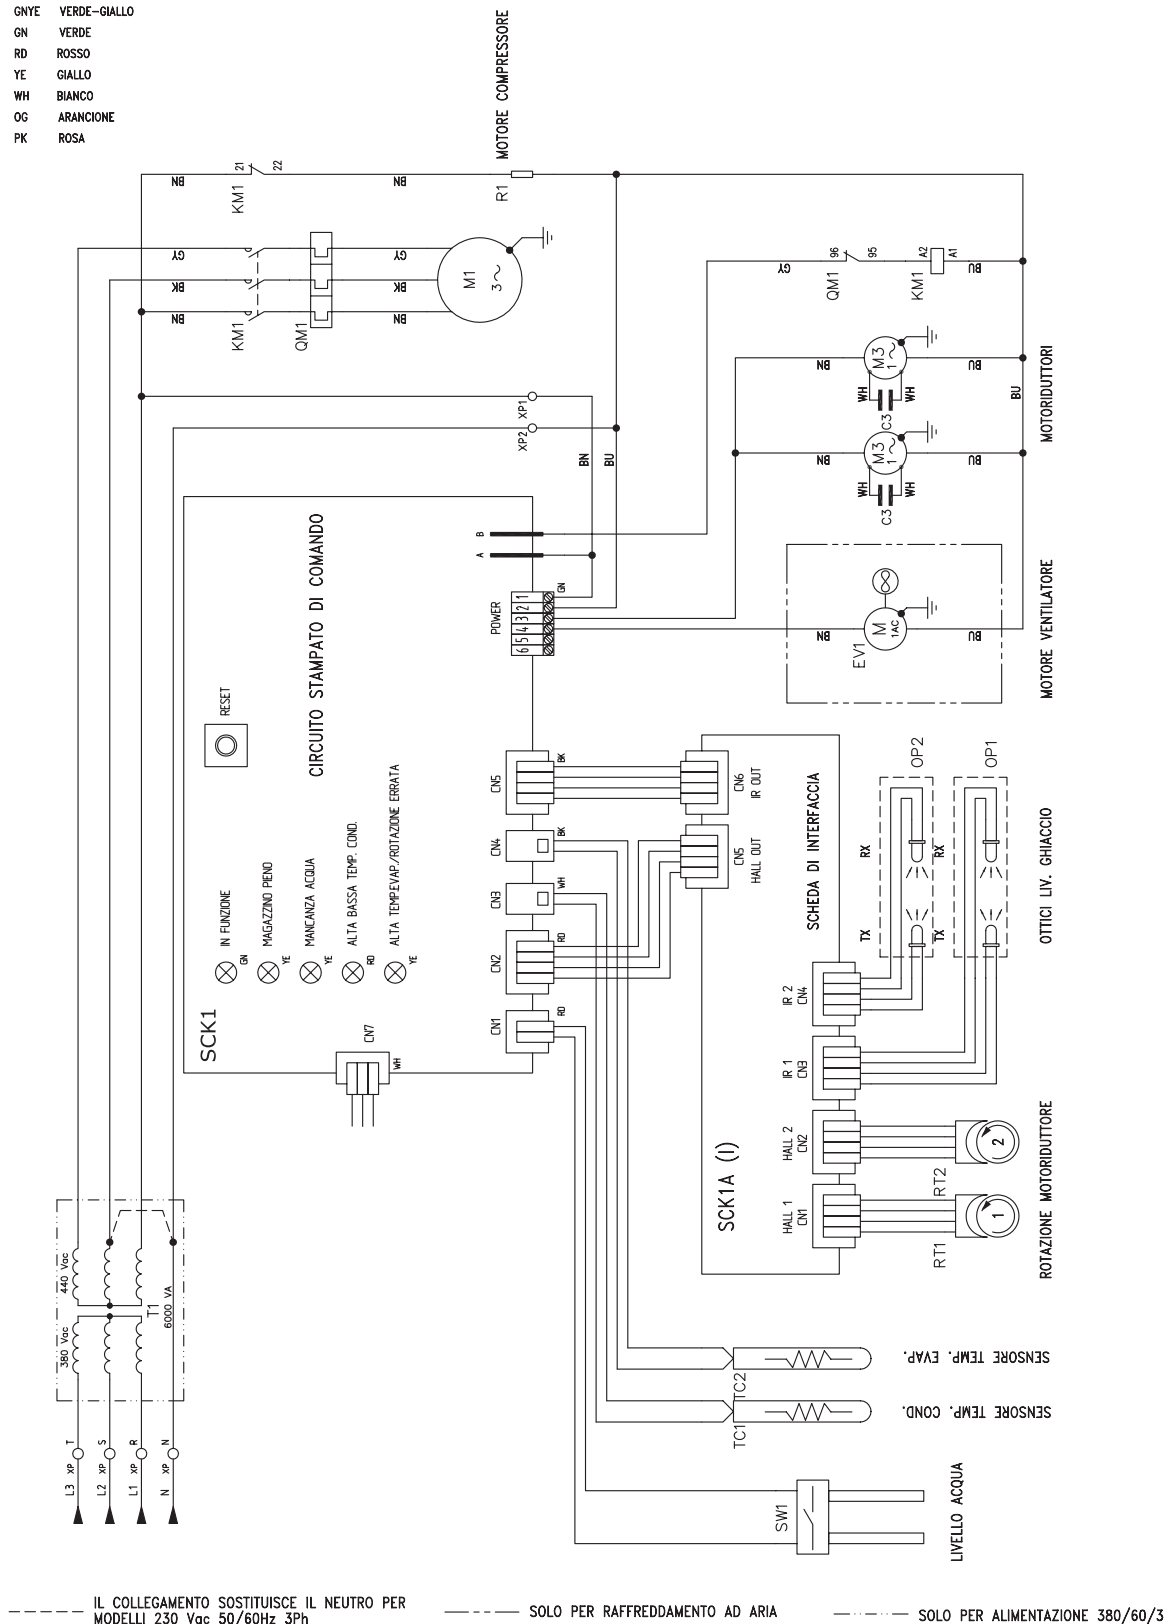 GNYE VERDE-GIALLO
GN VERDE
RD ROSSO
YE GIALLO
WH BIANCO
OG ARANCIONE
PK ROSA
MOTORE COMPRESSORE
BN
KM1
21
22
BN
R1
GY
GY
BK
BK
BN
BN
KM1
QM1
M1
3~
GY
QM1
96
95
KM1
A2
A1
BU
XP1
XP2
BN
BU
BN
M3
1~
BU
WH
WH
C3
BN
M3
1~
BU
WH
WH
C3
BU
MOTORIDUTTORI
B
A
GN
POWER
1
2
3
4
5
6
BN
M
1AC
EV1
BU
MOTORE VENTILATORE
CIRCUITO STAMPATO DI COMANDO
RESET
SCK1
IN FUNZIONE
GN
MAGAZZINO PIENO
YE
MANCANZA ACQUA
YE
ALTA BASSA TEMP. COND.
RD
ALTA TEMP.EVAP./ROTAZIONE ERRATA
YE
CN7
WH
CN5
BK
CN4
BK
CN3
WH
CN2
RD
CN1
RD
CN6
IR OUT
CN5
HALL OUT
SCHEDA DI INTERFACCIA
SCK1A (I)
IR 2
CN4
IR 1
CN3
HALL 2
CN2
HALL 1
CN1
OP2
OP1
RX
RX
TX
TX
OTTICI LIV. GHIACCIO
RT2
2
RT1
1
ROTAZIONE MOTORIDUTTORE
440 Vac
380 Vac
T1
6000 VA
L3 XP T
L2 XP S
L1 XP R
N XP N
TC2
SENSORE TEMP. EVAP.
TC1
SENSORE TEMP. COND.
SW1
LIVELLO ACQUA
IL COLLEGAMENTO SOSTITUISCE IL NEUTRO PER
MODELLI 230 Vac 50/60Hz 3Ph
SOLO PER RAFFREDDAMENTO AD ARIA
SOLO PER ALIMENTAZIONE 380/60/3